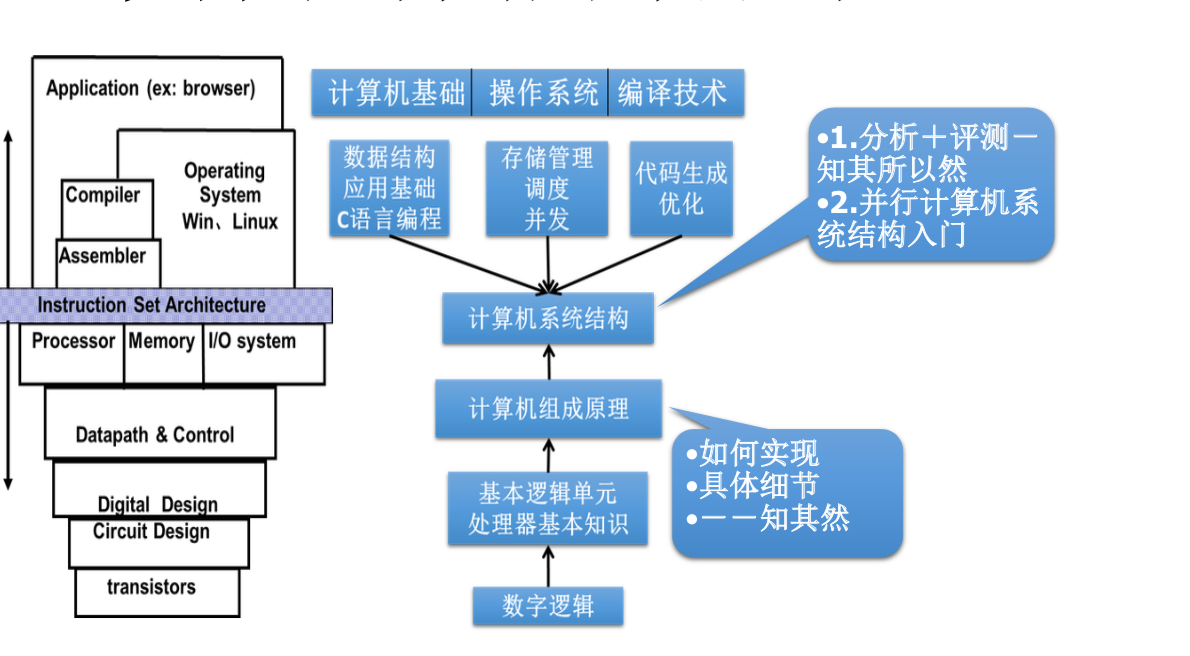 Application (ex: browser)
Operating
System
Win、Linux
Compiler
Assembler
Instruction Set Architecture
Processor
Memory
I/O system
Datapath & Control
Digital Design
Circuit Design
transistors
计算机基础
操作系统
编译技术
数据结构
应用基础
C语言编程
存储管理
调度
并发
代码生成
优化
计算机系统结构
计算机组成原理
基本逻辑单元
处理器基本知识
数字逻辑
•1.分析＋评测－
知其所以然
•2.并行计算机系
统结构入门
•如何实现
•具体细节
•－－知其然